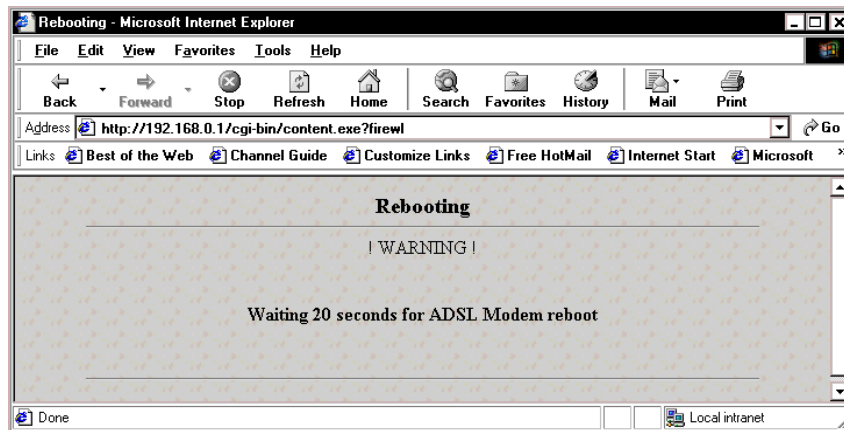 Rebooting - Microsoft Internet Explorer
File Edit View Favorites Tools Help
Back Forward Stop Refresh Home Search Favorites History Mail Print
Address http://192.168.0.1/cgi-bin/content.exe?firewl Go
Links Best of the Web Channel Guide Customize Links Free HotMail Internet Start Microsoft »
Rebooting
! WARNING !
Waiting 20 seconds for ADSL Modem reboot
Done Local intranet